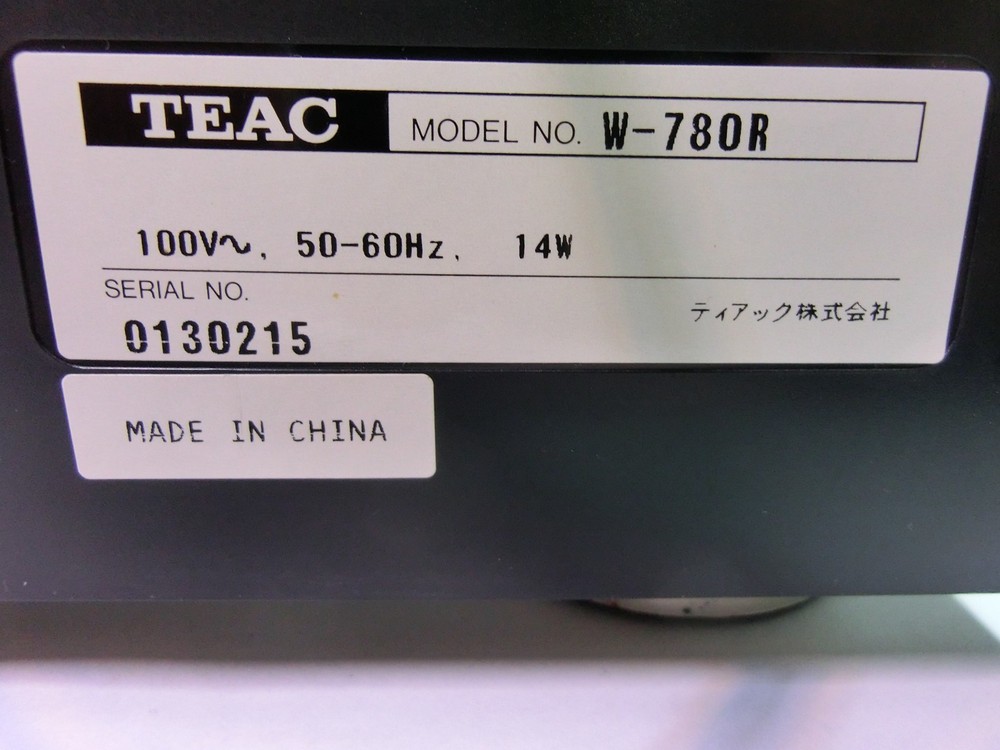 TEAC MODEL NO. W-780R
100V~, 50-60Hz, 14W
SERIAL NO.
0130215
ティアック株式会社
MADE IN CHINA